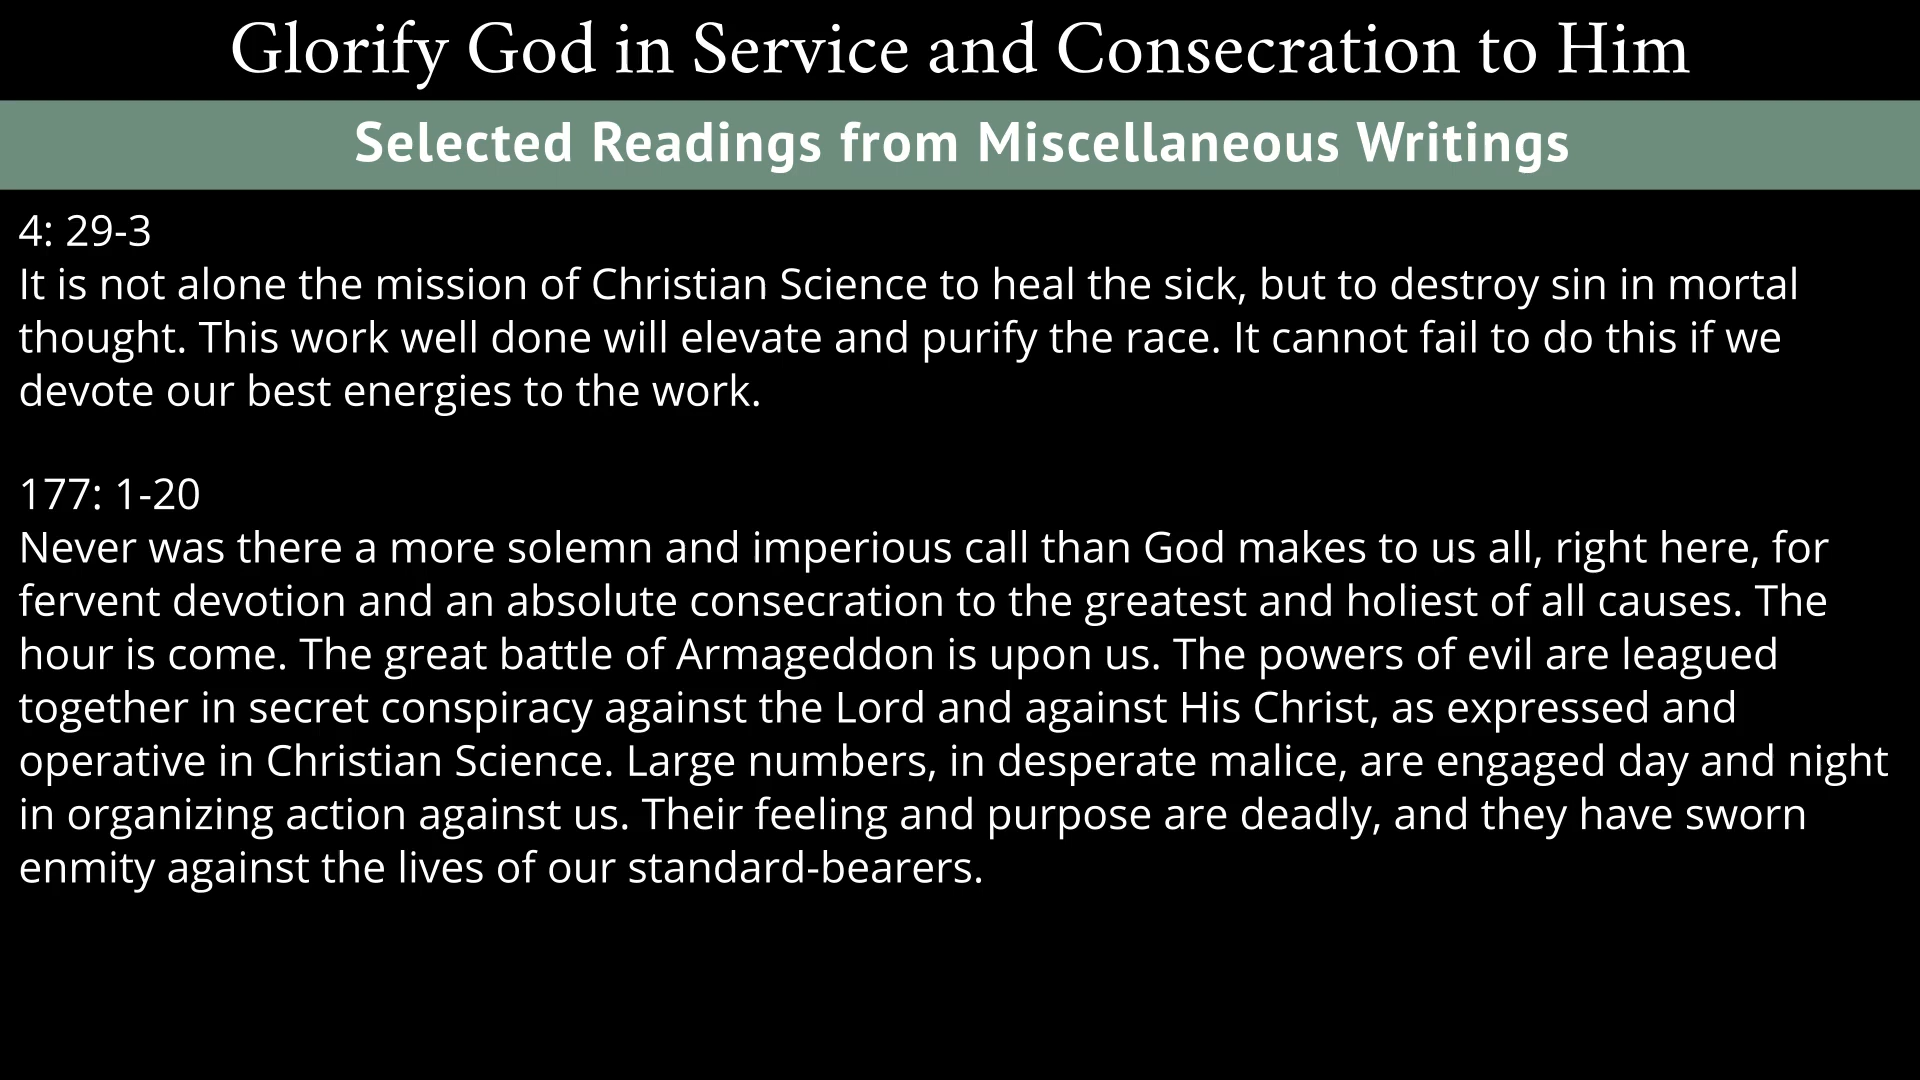 Glorify God in Service and Consecration to Him
Selected Readings from Miscellaneous Writings
4: 29-3
It is not alone the mission of Christian Science to heal the sick, but to destroy sin in mortal
thought. This work well done will elevate and purify the race. It cannot fail to do this if we
devote our best energies to the work.
177: 1-20
Never was there a more solemn and imperious call than God makes to us all, right here, for
fervent devotion and an absolute consecration to the greatest and holiest of all causes. The
hour is come. The great battle of Armageddon is upon us. The powers of evil are leagued
together in secret conspiracy against the Lord and against His Christ, as expressed and
operative in Christian Science. Large numbers, in desperate malice, are engaged day and night
in organizing action against us. Their feeling and purpose are deadly, and they have sworn
enmity against the lives of our standard-bearers.